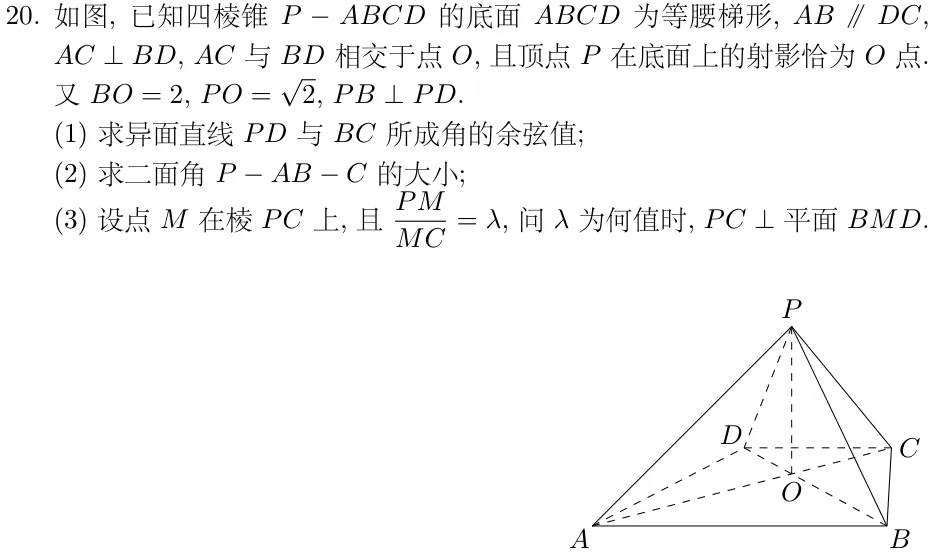 20. 如图, 已知四棱锥 P − ABCD 的底面 ABCD 为等腰梯形, AB ∥ DC,
AC ⊥ BD, AC 与 BD 相交于点 O, 且顶点 P 在底面上的射影恰为 O 点.
又 BO = 2, PO = √2, PB ⊥ PD.
(1) 求异面直线 PD 与 BC 所成角的余弦值;
(2) 求二面角 P − AB − C 的大小;
(3) 设点 M 在棱 PC 上, 且 PM/MC = λ, 问 λ 为何值时, PC ⊥ 平面 BMD.
P
D
C
O
A
B